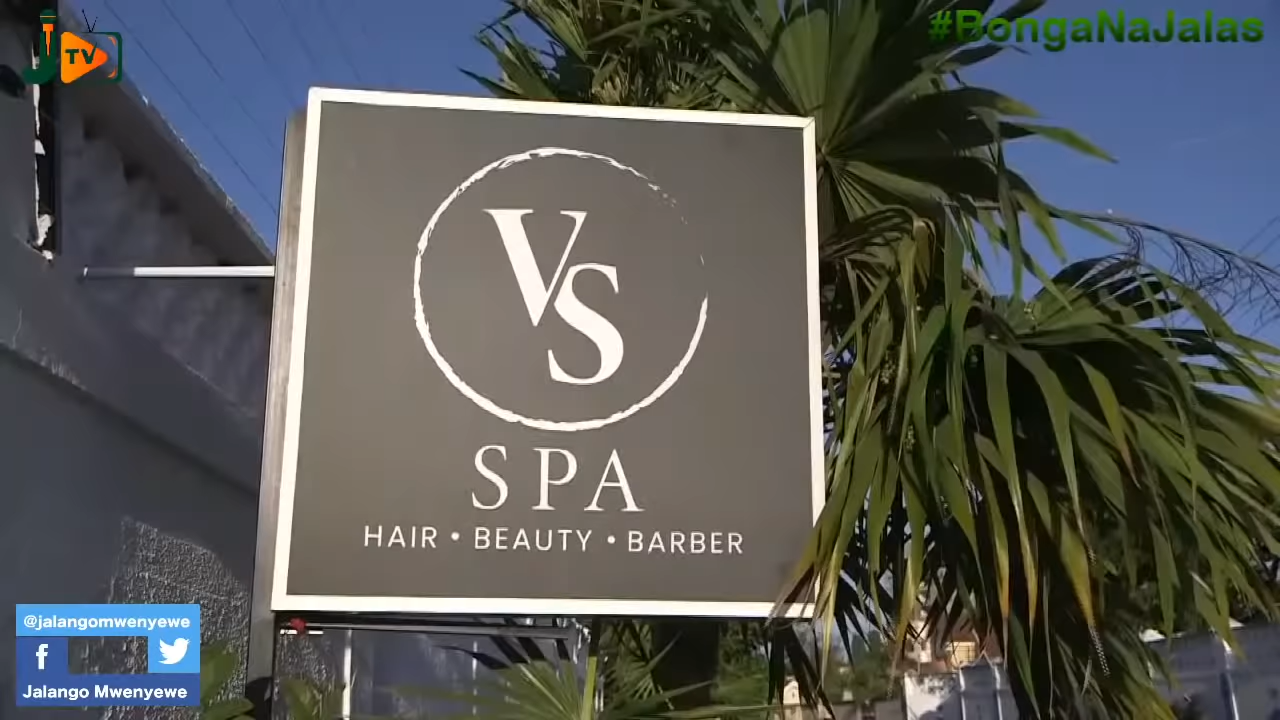 J TV
#BongaNaJalas
VS
SPA
HAIR • BEAUTY • BARBER
@jalangomwenyewe
f
Jalango Mwenyewe